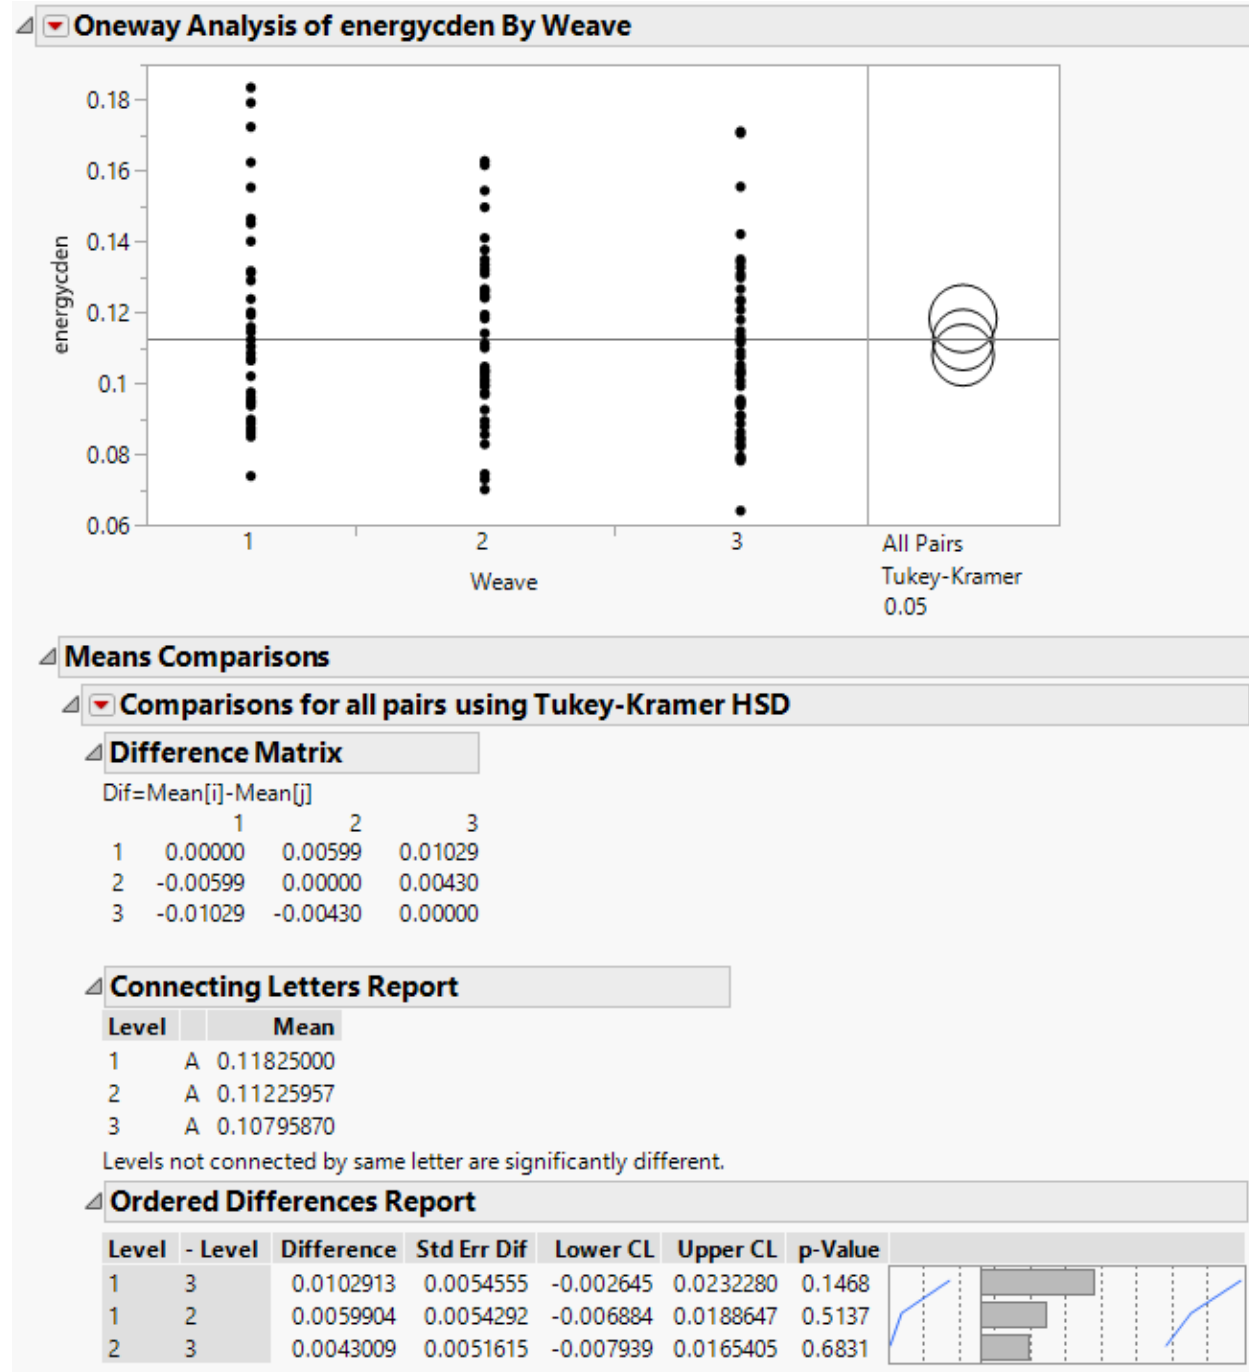 Oneway Analysis of energycden By Weave
0.18
0.16
0.14
0.12
0.1
0.08
0.06
energycden
1 2 3
Weave
All Pairs
Tukey-Kramer
0.05
Means Comparisons
Comparisons for all pairs using Tukey-Kramer HSD
Difference Matrix
Dif=Mean[i]-Mean[j]
1 2 3
1 0.00000 0.00599 0.01029
2 -0.00599 0.00000 0.00430
3 -0.01029 -0.00430 0.00000
Connecting Letters Report
Level Mean
1 A 0.11825000
2 A 0.11225957
3 A 0.10795870
Levels not connected by same letter are significantly different.
Ordered Differences Report
Level - Level Difference Std Err Dif Lower CL Upper CL p-Value
1 3 0.0102913 0.0054555 -0.002645 0.0232280 0.1468
1 2 0.0059904 0.0054292 -0.006884 0.0188647 0.5137
2 3 0.0043009 0.0051615 -0.007939 0.0165405 0.6831